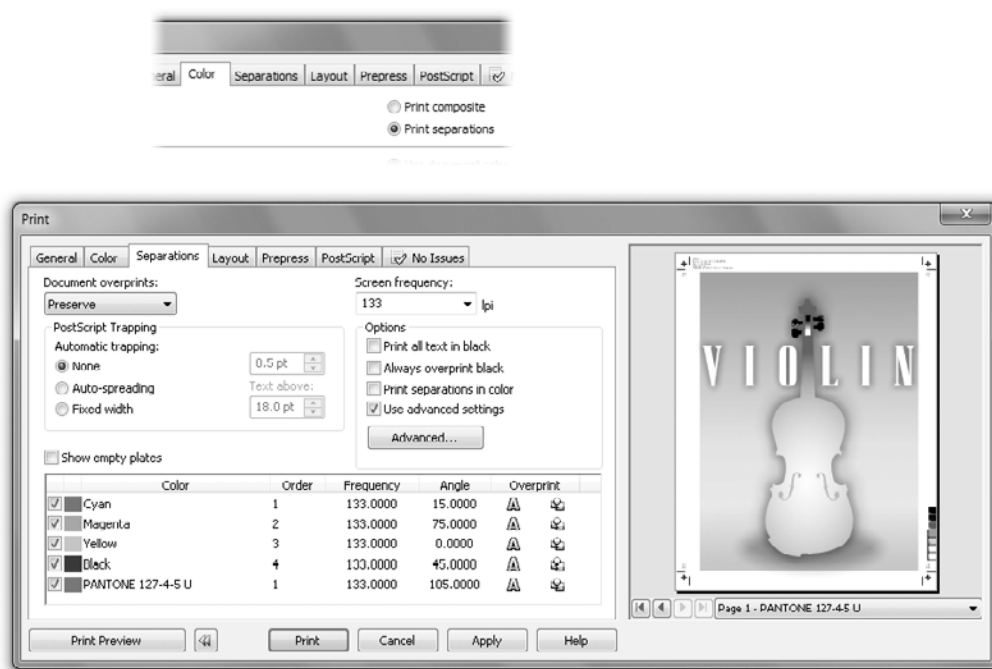 eral Color Separations Layout Prepress PostScript
Print composite
Print separations
Print
General Color Separations Layout Prepress PostScript No Issues
Document overprints:
Preserve
Screen frequency:
133 lpi
PostScript Trapping
Automatic trapping:
None
0.5 pt
Auto-spreading
Text above:
Fixed width
18.0 pt
Options
Print all text in black
Always overprint black
Print separations in color
Use advanced settings
Advanced...
Show empty plates
Color Order Frequency Angle Overprint
Cyan 1 133.0000 15.0000
Magenta 2 133.0000 75.0000
Yellow 3 133.0000 0.0000
Black 4 133.0000 45.0000
PANTONE 127-4-5 U 1 133.0000 105.0000
VIOLIN
Page 1 - PANTONE 127-4-5 U
Print Preview Print Cancel Apply Help